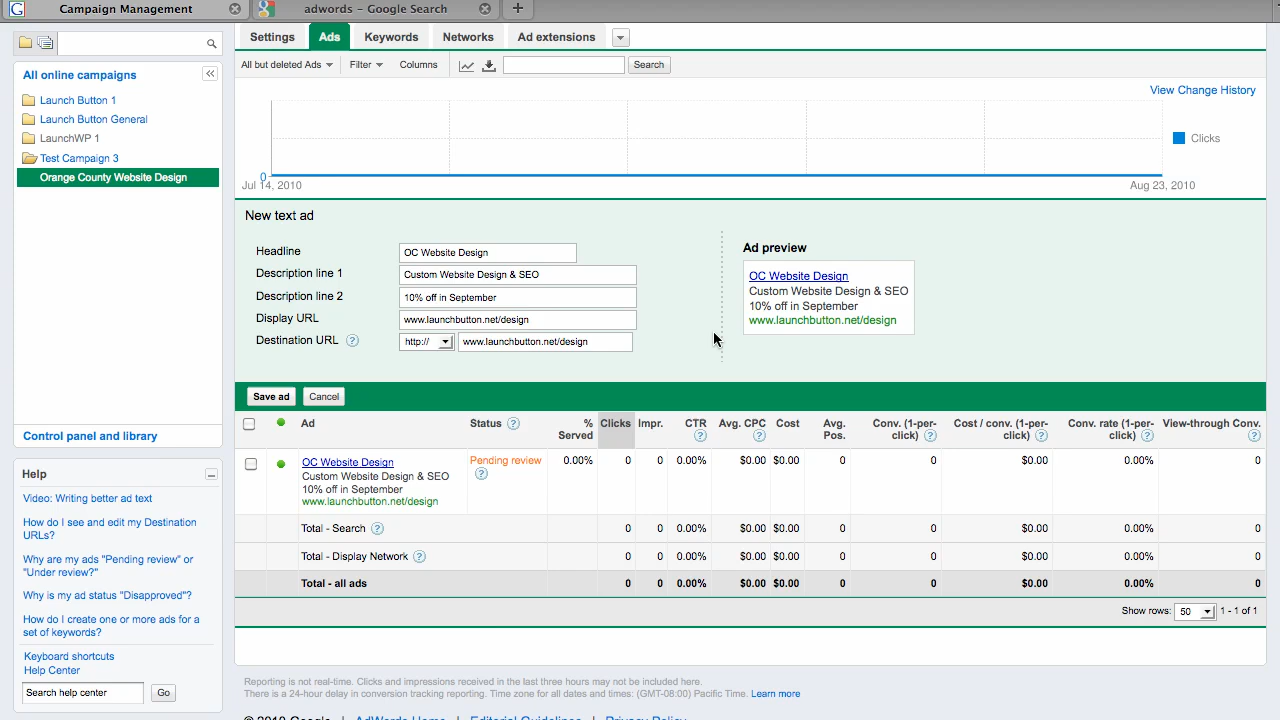 Campaign Management
adwords – Google Search
Settings Ads Keywords Networks Ad extensions
All online campaigns
Launch Button 1
Launch Button General
LaunchWP 1
Test Campaign 3
Orange County Website Design
Control panel and library
All but deleted Ads Filter Columns Search
View Change History
0
Clicks
Jul 14, 2010 Aug 23, 2010
New text ad
Headline OC Website Design
Description line 1 Custom Website Design & SEO
Description line 2 10% off in September
Display URL www.launchbutton.net/design
Destination URL ? http:// www.launchbutton.net/design
Ad preview
OC Website Design
Custom Website Design & SEO
10% off in September
www.launchbutton.net/design
Save ad Cancel
Ad Status ? % Served Clicks Impr. CTR ? Avg. CPC ? Cost Avg. Pos. Conv. (1-per-click) ? Cost / conv. (1-per-click) ? Conv. rate (1-per-click) ? View-through Conv. ?
OC Website Design Pending review ? 0.00% 0 0 0.00% $0.00 $0.00 0 0 $0.00 0.00% 0
Custom Website Design & SEO
10% off in September
www.launchbutton.net/design
Total - Search ? 0 0 0.00% $0.00 $0.00 0 0 $0.00 0.00% 0
Total - Display Network ? 0 0 0.00% $0.00 $0.00 0 0 $0.00 0.00% 0
Total - all ads 0 0 0.00% $0.00 $0.00 0 0 $0.00 0.00% 0
Show rows: 50 1 - 1 of 1
Help
Video: Writing better ad text
How do I see and edit my Destination
URLs?
Why are my ads "Pending review" or
"Under review?"
Why is my ad status "Disapproved"?
How do I create one or more ads for a
set of keywords?
Keyboard shortcuts
Help Center
Search help center Go
Reporting is not real-time. Clicks and impressions received in the last three hours may not be included here.
There is a 24-hour delay in conversion tracking reporting. Time zone for all dates and times: (GMT-08:00) Pacific Time. Learn more
© 2010 Google | AdWords Home | Editorial Guidelines | Privacy Policy